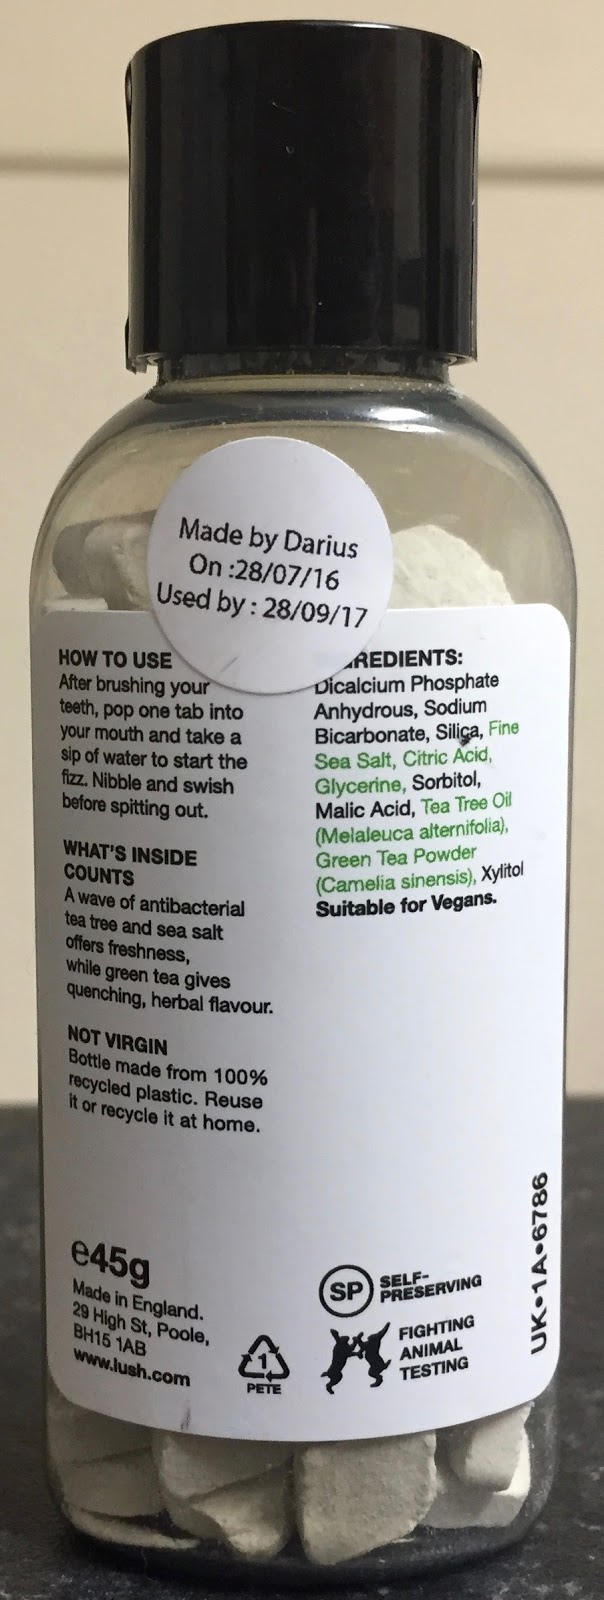 Made by Darius
On :28/07/16
Used by : 28/09/17
HOW TO USE
After brushing your
teeth, pop one tab into
your mouth and take a
sip of water to start the
fizz. Nibble and swish
before spitting out.
WHAT'S INSIDE
COUNTS
A wave of antibacterial
tea tree and sea salt
offers freshness,
while green tea gives
quenching, herbal flavour.
NOT VIRGIN
Bottle made from 100%
recycled plastic. Reuse
it or recycle it at home.
e45g
Made in England.
29 High St, Poole,
BH15 1AB
www.lush.com
1
PETE
REDIENTS:
Dicalcium Phosphate
Anhydrous, Sodium
Bicarbonate, Silica, Fine
Sea Salt, Citric Acid,
Glycerine, Sorbitol,
Malic Acid, Tea Tree Oil
(Melaleuca alternifolia),
Green Tea Powder
(Camelia sinensis), Xylitol
Suitable for Vegans.
SP SELF-
PRESERVING
FIGHTING
ANIMAL
TESTING
UK•1A•6786